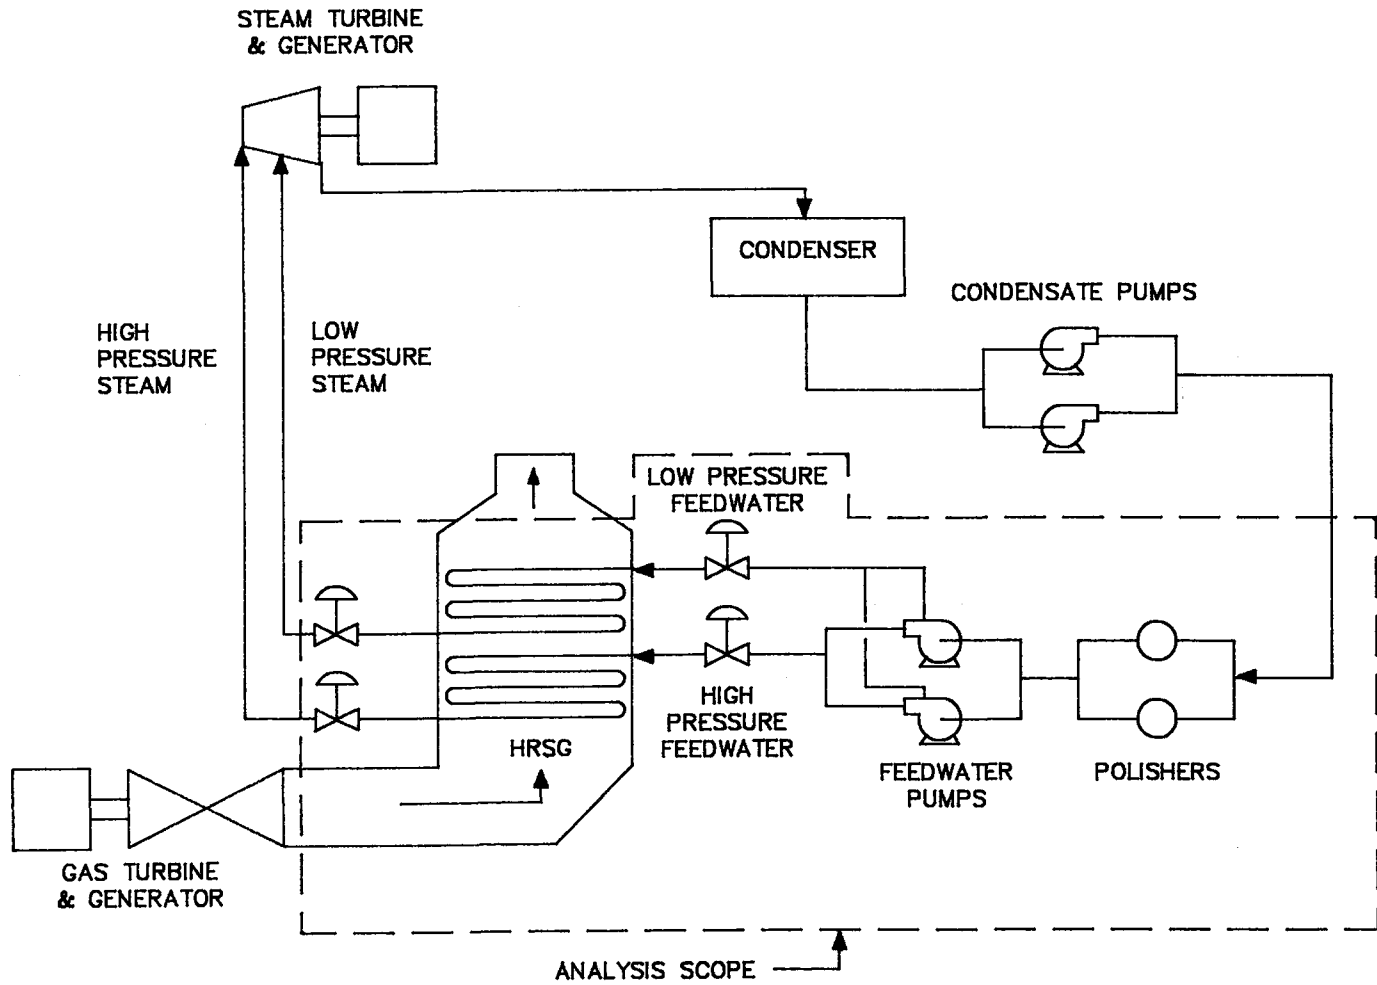 STEAM TURBINE
& GENERATOR
CONDENSER
CONDENSATE PUMPS
HIGH
PRESSURE
STEAM
LOW
PRESSURE
STEAM
LOW PRESSURE
FEEDWATER
HIGH
PRESSURE
FEEDWATER
HRSG
FEEDWATER
PUMPS
POLISHERS
GAS TURBINE
& GENERATOR
ANALYSIS SCOPE